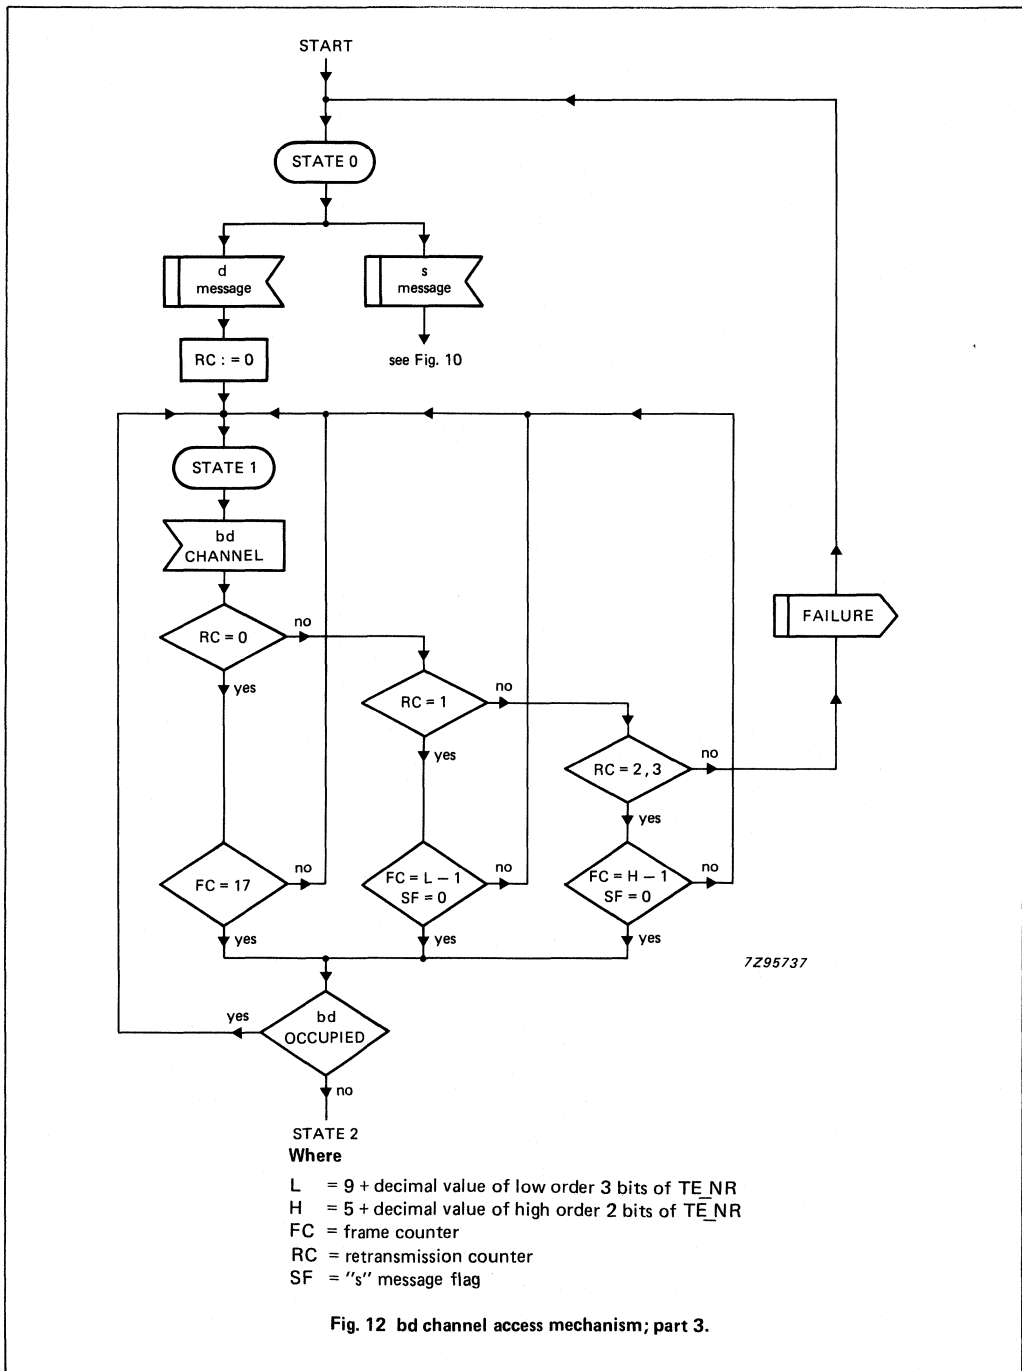 START
STATE 0
d
message
s
message
RC : = 0
see Fig. 10
STATE 1
bd
CHANNEL
RC = 0
no
yes
RC = 1
no
yes
RC = 2, 3
no
yes
FAILURE
FC = 17
no
yes
FC = L – 1
SF = 0
no
yes
FC = H – 1
SF = 0
no
yes
7Z95737
bd
OCCUPIED
yes
no
STATE 2
Where
L = 9 + decimal value of low order 3 bits of TE_NR
H = 5 + decimal value of high order 2 bits of TE_NR
FC = frame counter
RC = retransmission counter
SF = "s" message flag
Fig. 12 bd channel access mechanism; part 3.